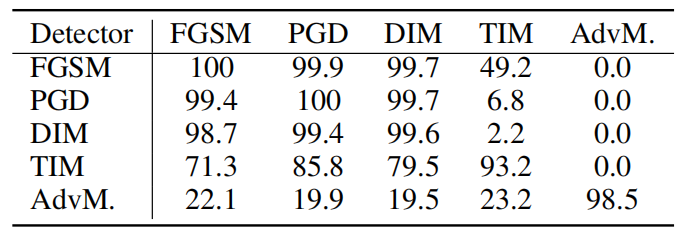 Detector FGSM PGD DIM TIM AdvM.
FGSM 100 99.9 99.7 49.2 0.0
PGD 99.4 100 99.7 6.8 0.0
DIM 98.7 99.4 99.6 2.2 0.0
TIM 71.3 85.8 79.5 93.2 0.0
AdvM. 22.1 19.9 19.5 23.2 98.5